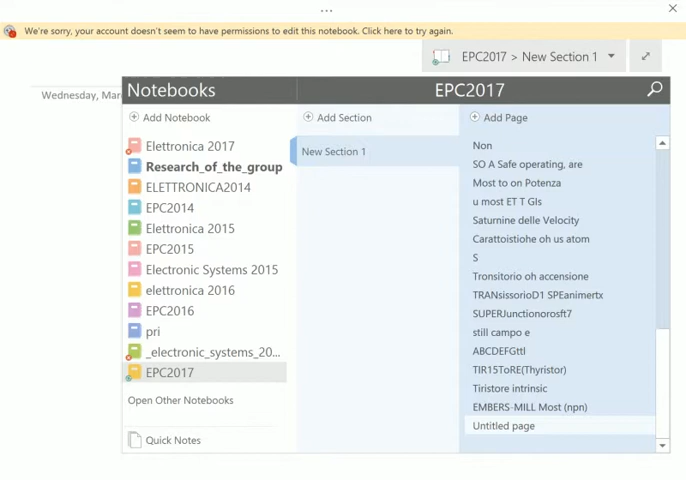 We're sorry, your account doesn't seem to have permissions to edit this notebook. Click here to try again.
EPC2017 > New Section 1
Wednesday, Mar
Notebooks
EPC2017
Add Notebook
Add Section
Add Page
Elettronica 2017
Research_of_the_group
ELETTRONICA2014
EPC2014
Elettronica 2015
EPC2015
Electronic Systems 2015
elettronica 2016
EPC2016
pri
_electronic_systems_20...
EPC2017
Open Other Notebooks
Quick Notes
New Section 1
Non
SO A Safe operating, are
Most to on Potenza
u most ET T GIs
Saturnine delle Velocity
Carattoistiohe oh us atom
S
Tronsitorio oh accensione
TRANsissorioD1 SPEanimertx
SUPERJunctionorosft7
still campo e
ABCDEFGttl
TIR15ToRE(Thyristor)
Tiristore intrinsic
EMBERS-MILL Most (npn)
Untitled page